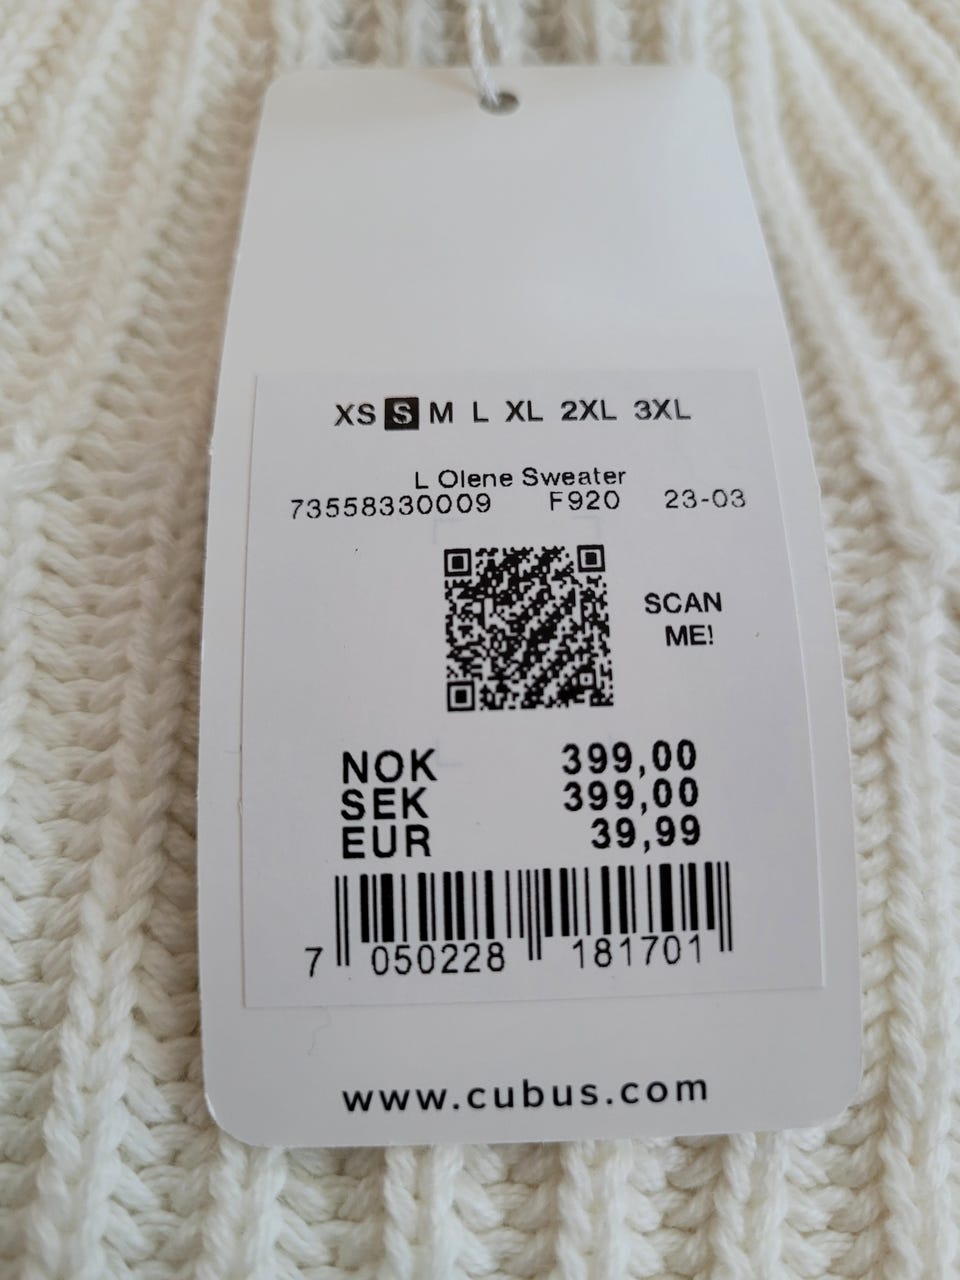 XS S M L XL 2XL 3XL
L Olene Sweater
73558330009 F920 23-03
SCAN
ME!
NOK 399,00
SEK 399,00
EUR 39,99
7 050228 181701
www.cubus.com